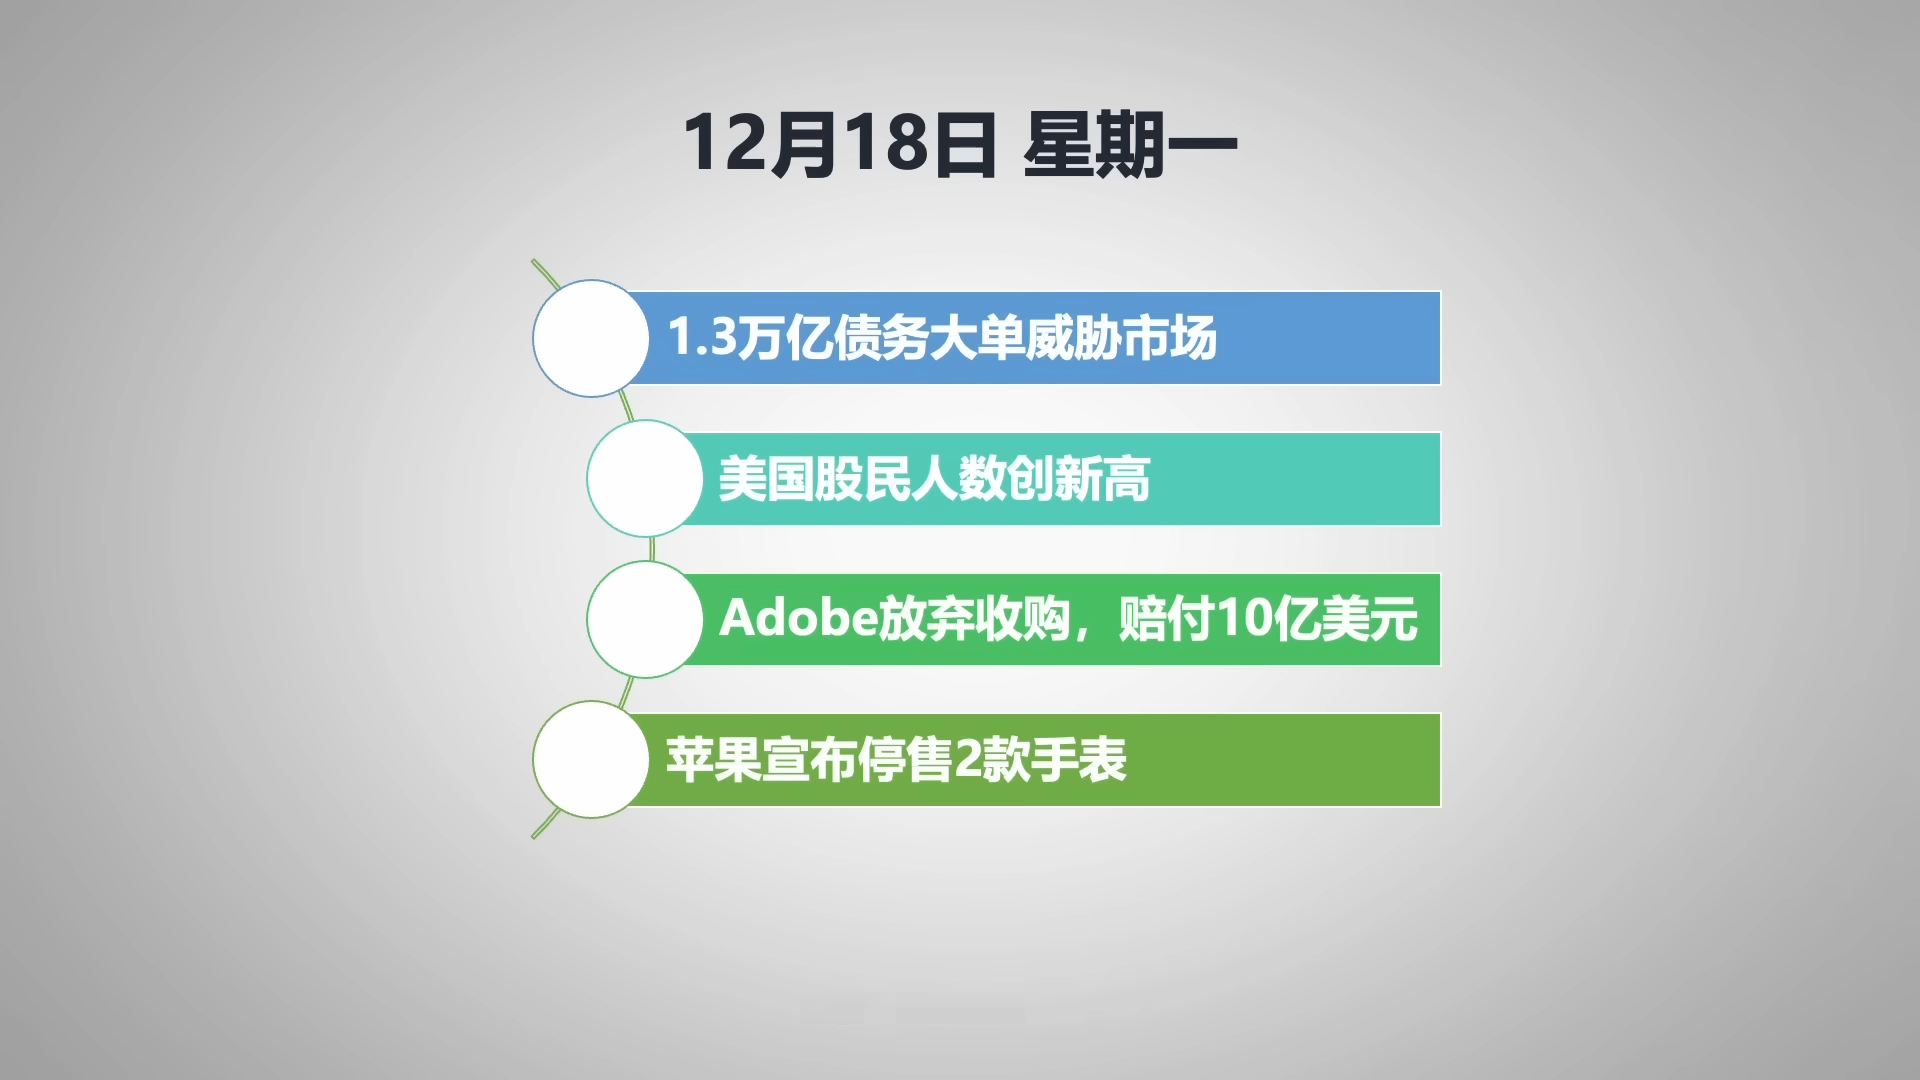 12月18日 星期一
1.3万亿债务大单威胁市场
美国股民人数创新高
Adobe放弃收购，赔付10亿美元
苹果宣布停售2款手表